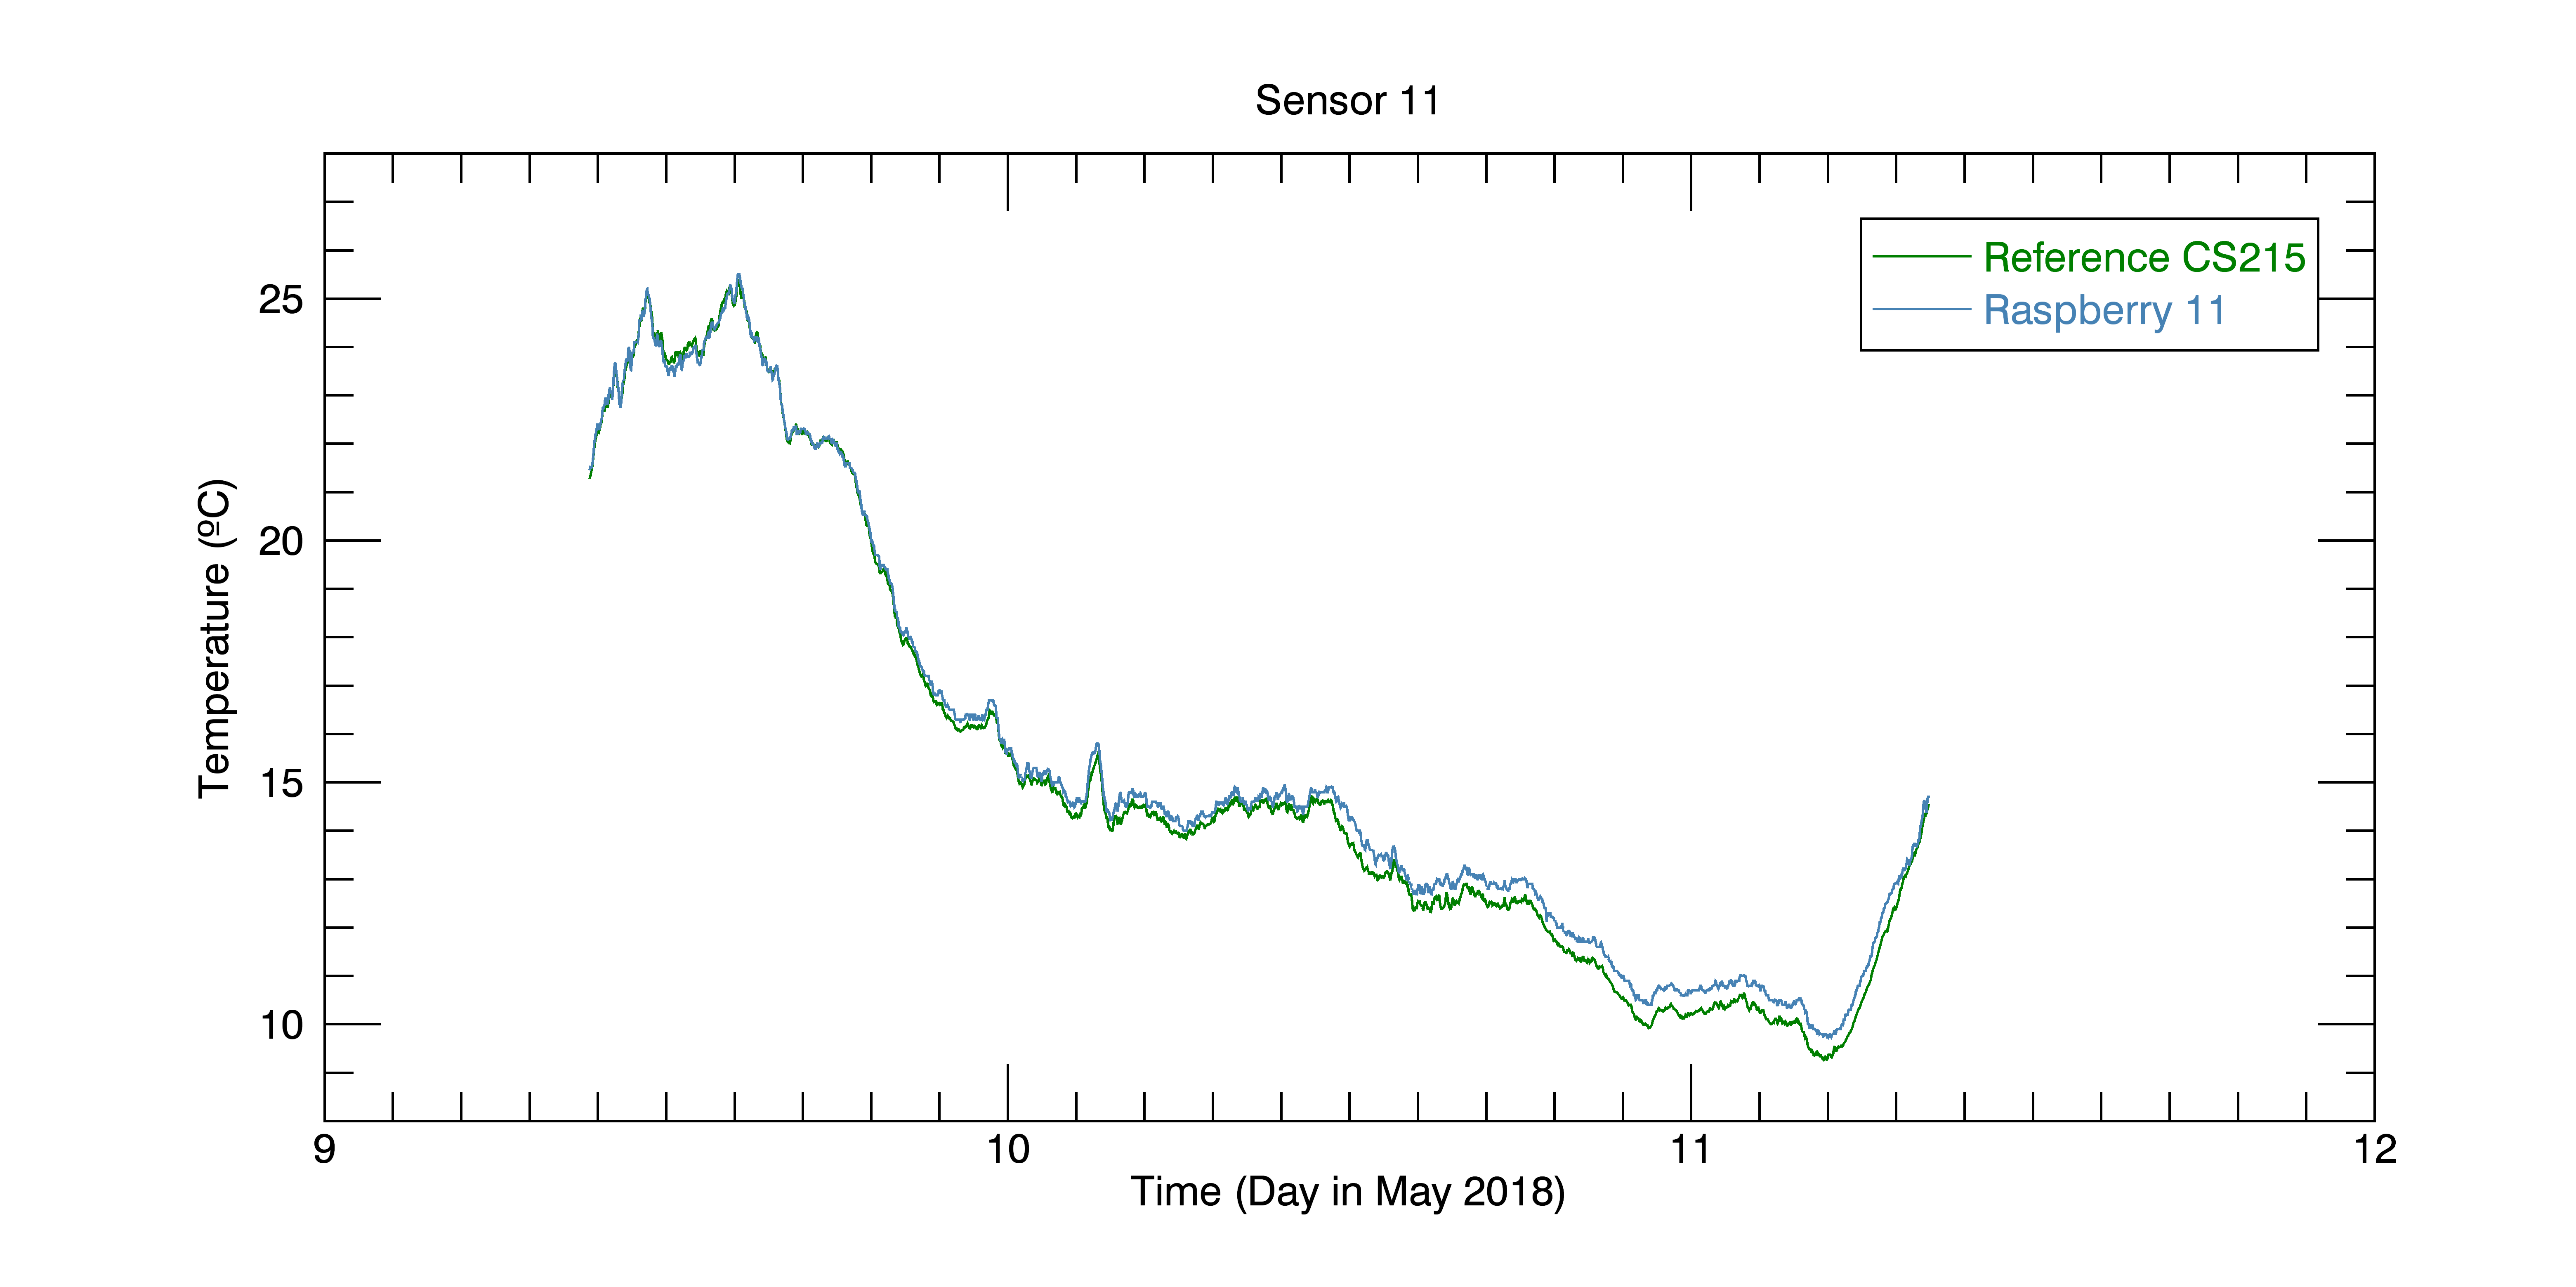 Sensor 11
Reference CS215
Raspberry 11
Temperature (ºC)
25
20
15
10
9
10
11
12
Time (Day in May 2018)